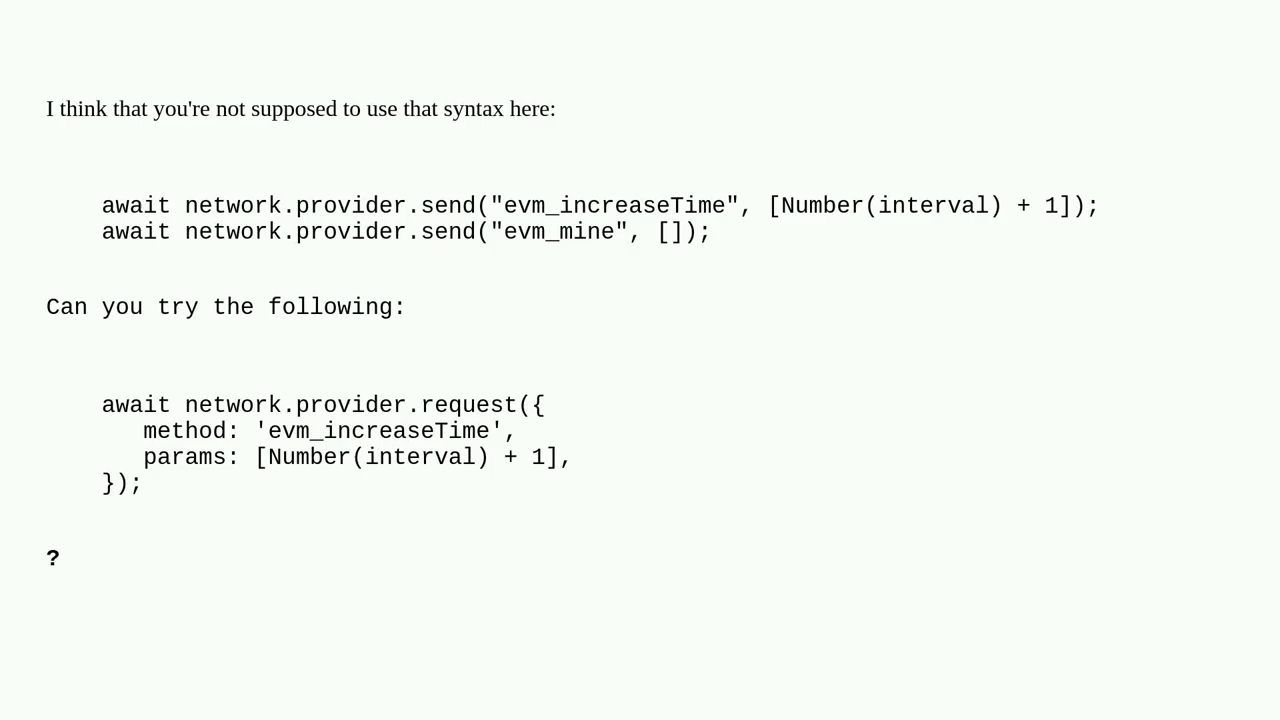 I think that you're not supposed to use that syntax here:
await network.provider.send("evm_increaseTime", [Number(interval) + 1]);
await network.provider.send("evm_mine", []);
Can you try the following:
await network.provider.request({
method: 'evm_increaseTime',
params: [Number(interval) + 1],
});
?